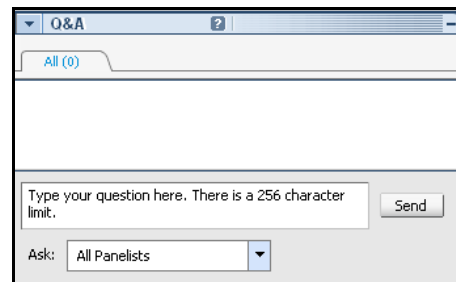 Q&A ?
All (0)
Type your question here. There is a 256 character
limit.
Send
Ask: All Panelists